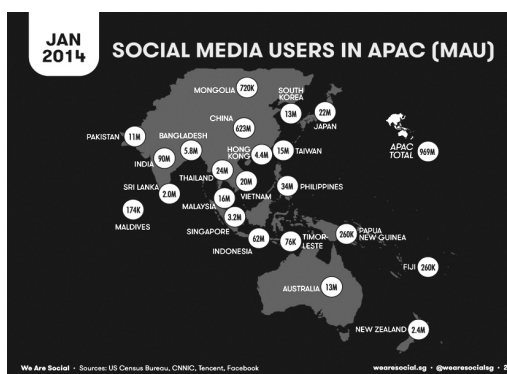 JAN
2014
SOCIAL MEDIA USERS IN APAC (MAU)
MONGOLIA 720K
SOUTH
KOREA
13M
22M
JAPAN
CHINA
623M
PAKISTAN 11M
BANGLADESH
5.8M
INDIA 90M
HONG
KONG 4.4M
15M TAIWAN
APAC
TOTAL 969M
THAILAND 24M
20M
VIETNAM
34M PHILIPPINES
SRI LANKA
2.0M
MALAYSIA 16M
174K
MALDIVES
SINGAPORE 3.2M
INDONESIA 62M
76K TIMOR-
LESTE
260K PAPUA
NEW GUINEA
FIJI 260K
AUSTRALIA 13M
NEW ZEALAND 2.4M
We Are Social • Sources: US Census Bureau, CNNIC, Tencent, Facebook
wearesocial.sg • @wearesocialsg • 2